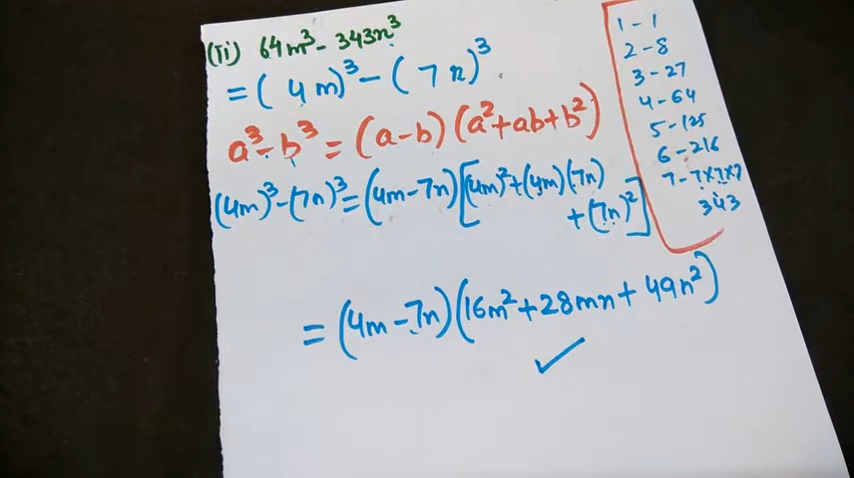 (ii) 64m³ - 343n³
= (4m)³ - (7n)³
a³ - b³ = (a-b) (a²+ab+b²)
(4m)³ - (7n)³ = (4m-7n) [(4m)² + (4m) (7n)
+ (7n)²]
= (4m - 7n) (16m² + 28mn + 49n²)
1 - 1
2 - 8
3 - 27
4 - 64
5 - 125
6 - 216
7 - 7×7×7
343